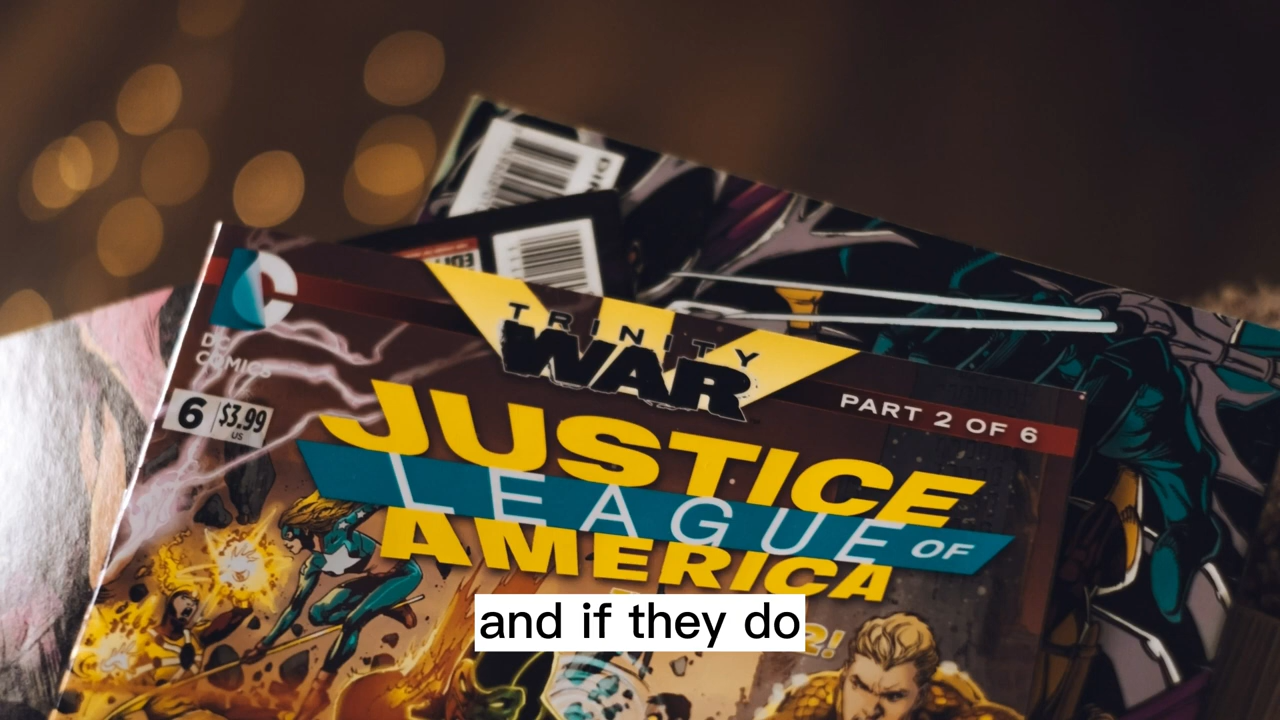 TRINITY
WAR
DC
COMICS
6 $3.99
US
PART 2 OF 6
JUSTICE
LEAGUE OF
AMERICA
and if they do